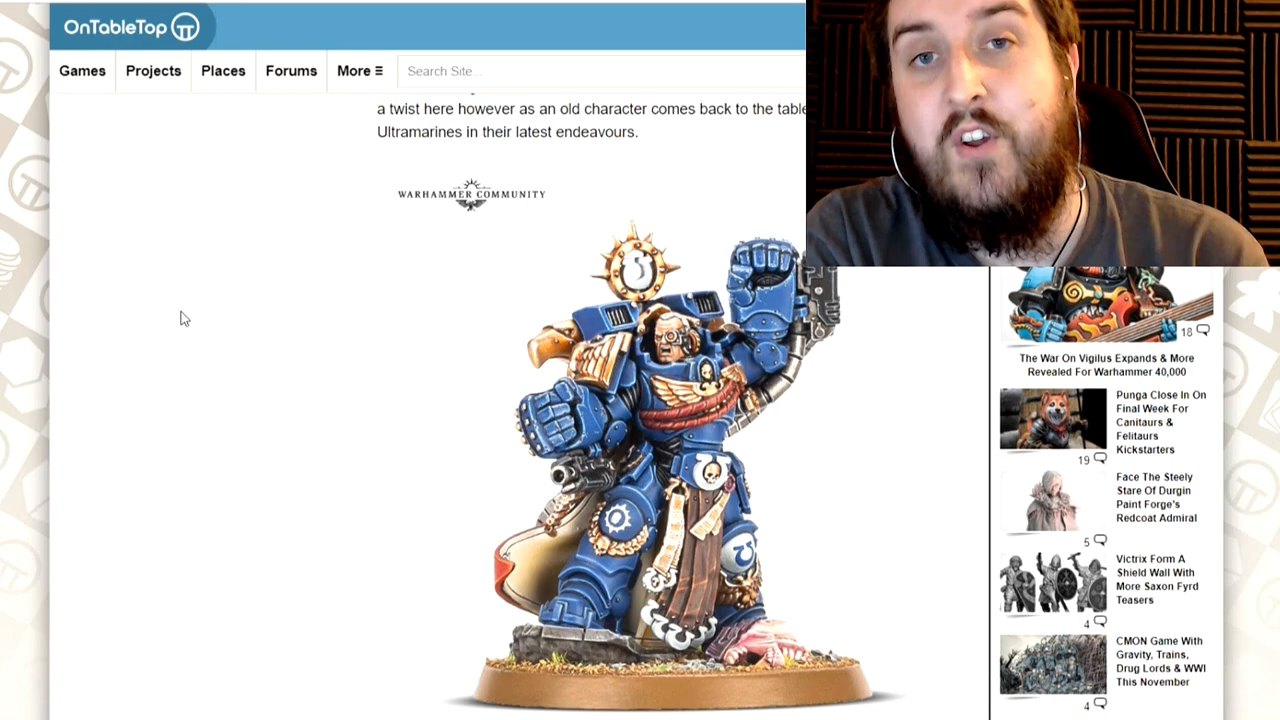 OnTableTop
Games Projects Places Forums More
Search Site...
a twist here however as an old character comes back to the table
Ultramarines in their latest endeavours.
WARHAMMER COMMUNITY
18
The War On Vigilus Expands & More
Revealed For Warhammer 40,000
Punga Close In On
Final Week For
Canitaurs &
Felitaurs
Kickstarters
19
Face The Steely
Stare Of Durgin
Paint Forge's
Redcoat Admiral
5
Victrix Form A
Shield Wall With
More Saxon Fyrd
Teasers
4
CMON Game With
Gravity, Trains,
Drug Lords & WWI
This November
4